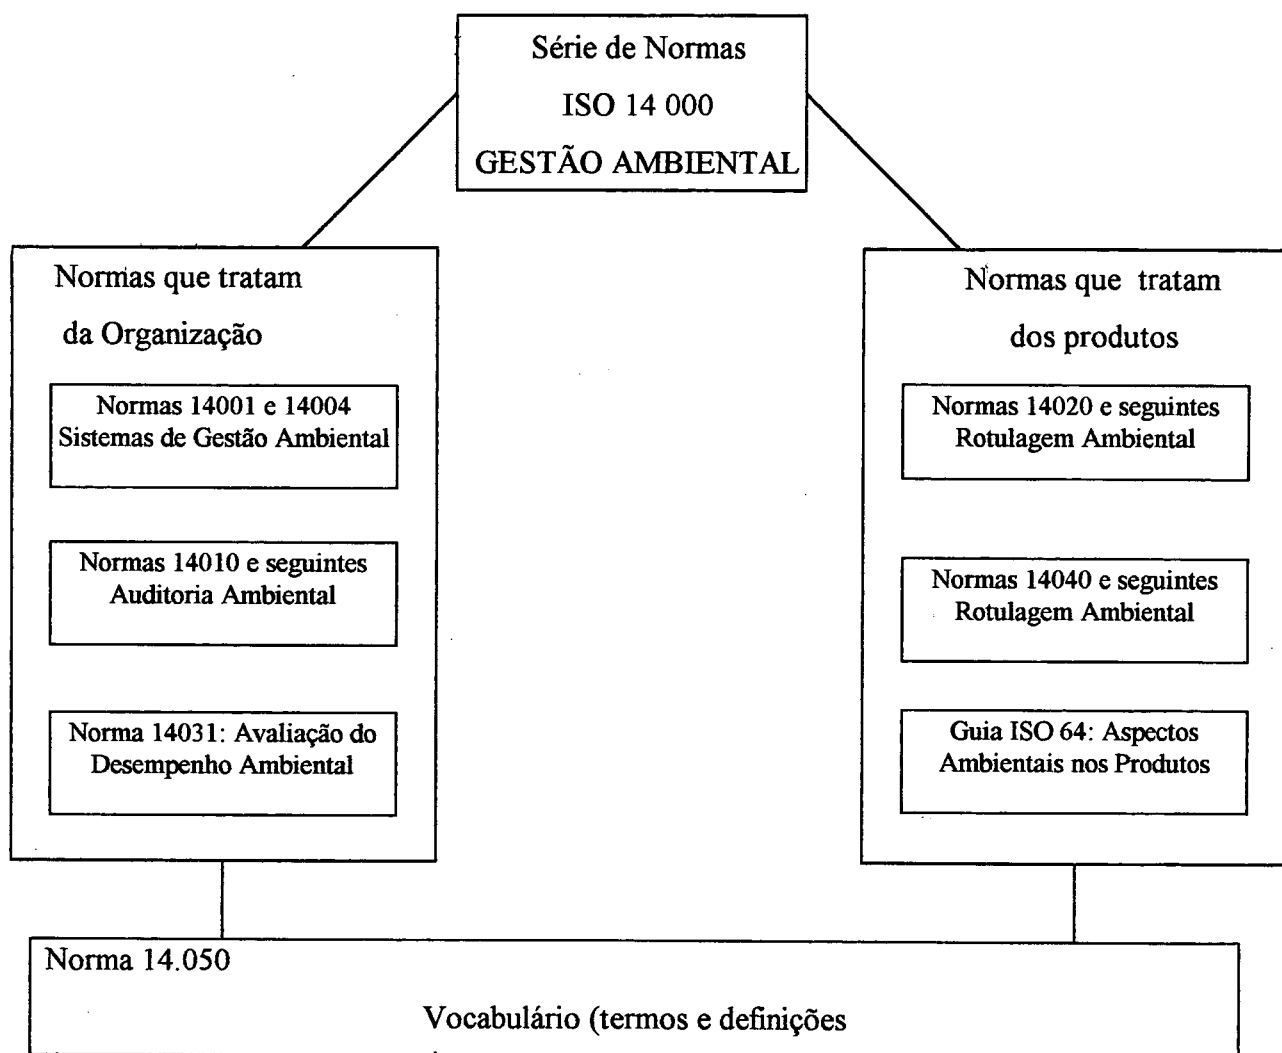 Série de Normas
ISO 14 000
GESTÃO AMBIENTAL
Normas que tratam
da Organização
Normas 14001 e 14004
Sistemas de Gestão Ambiental
Normas 14010 e seguintes
Auditoria Ambiental
Norma 14031: Avaliação do
Desempenho Ambiental
Normas que tratam
dos produtos
Normas 14020 e seguintes
Rotulagem Ambiental
Normas 14040 e seguintes
Rotulagem Ambiental
Guia ISO 64: Aspectos
Ambientais nos Produtos
Norma 14.050
Vocabulário (termos e definições